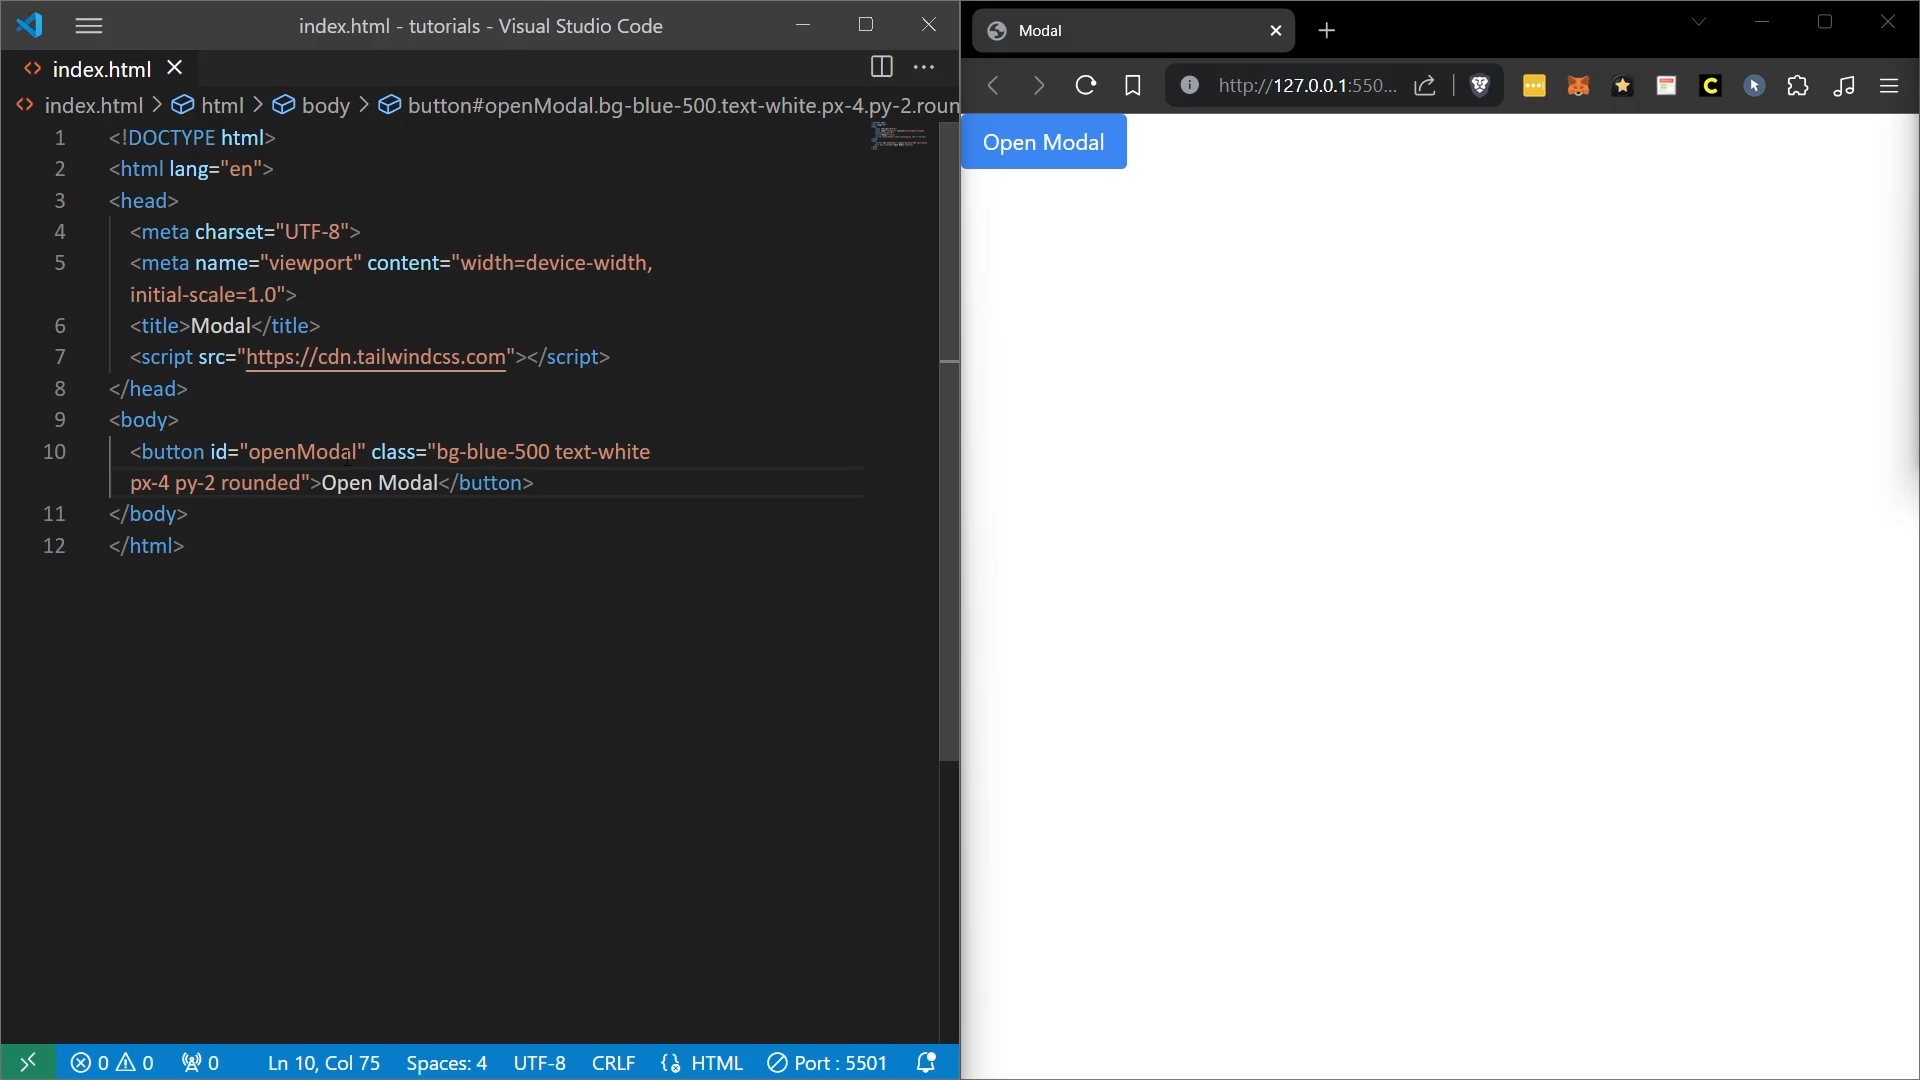 index.html - tutorials - Visual Studio Code
index.html
index.html > html > body > button#openModal.bg-blue-500.text-white.px-4.py-2.roun
1 <!DOCTYPE html>
2 <html lang="en">
3 <head>
4 <meta charset="UTF-8">
5 <meta name="viewport" content="width=device-width,
initial-scale=1.0">
6 <title>Modal</title>
7 <script src="https://cdn.tailwindcss.com"></script>
8 </head>
9 <body>
10 <button id="openModal" class="bg-blue-500 text-white
px-4 py-2 rounded">Open Modal</button>
11 </body>
12 </html>
0 0 0 Ln 10, Col 75 Spaces: 4 UTF-8 CRLF HTML Port : 5501
Modal
http://127.0.0.1:550...
C
Open Modal